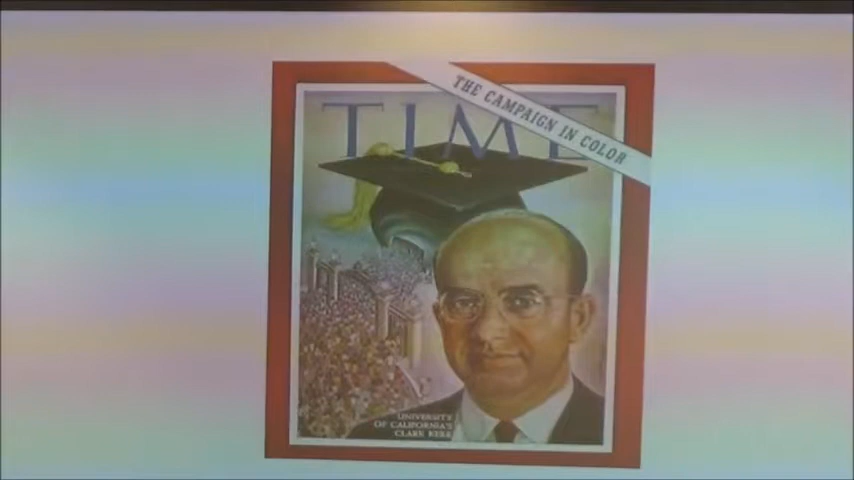 TIME
THE CAMPAIGN IN COLOR
UNIVERSITY
OF CALIFORNIA'S
CLARK KERR